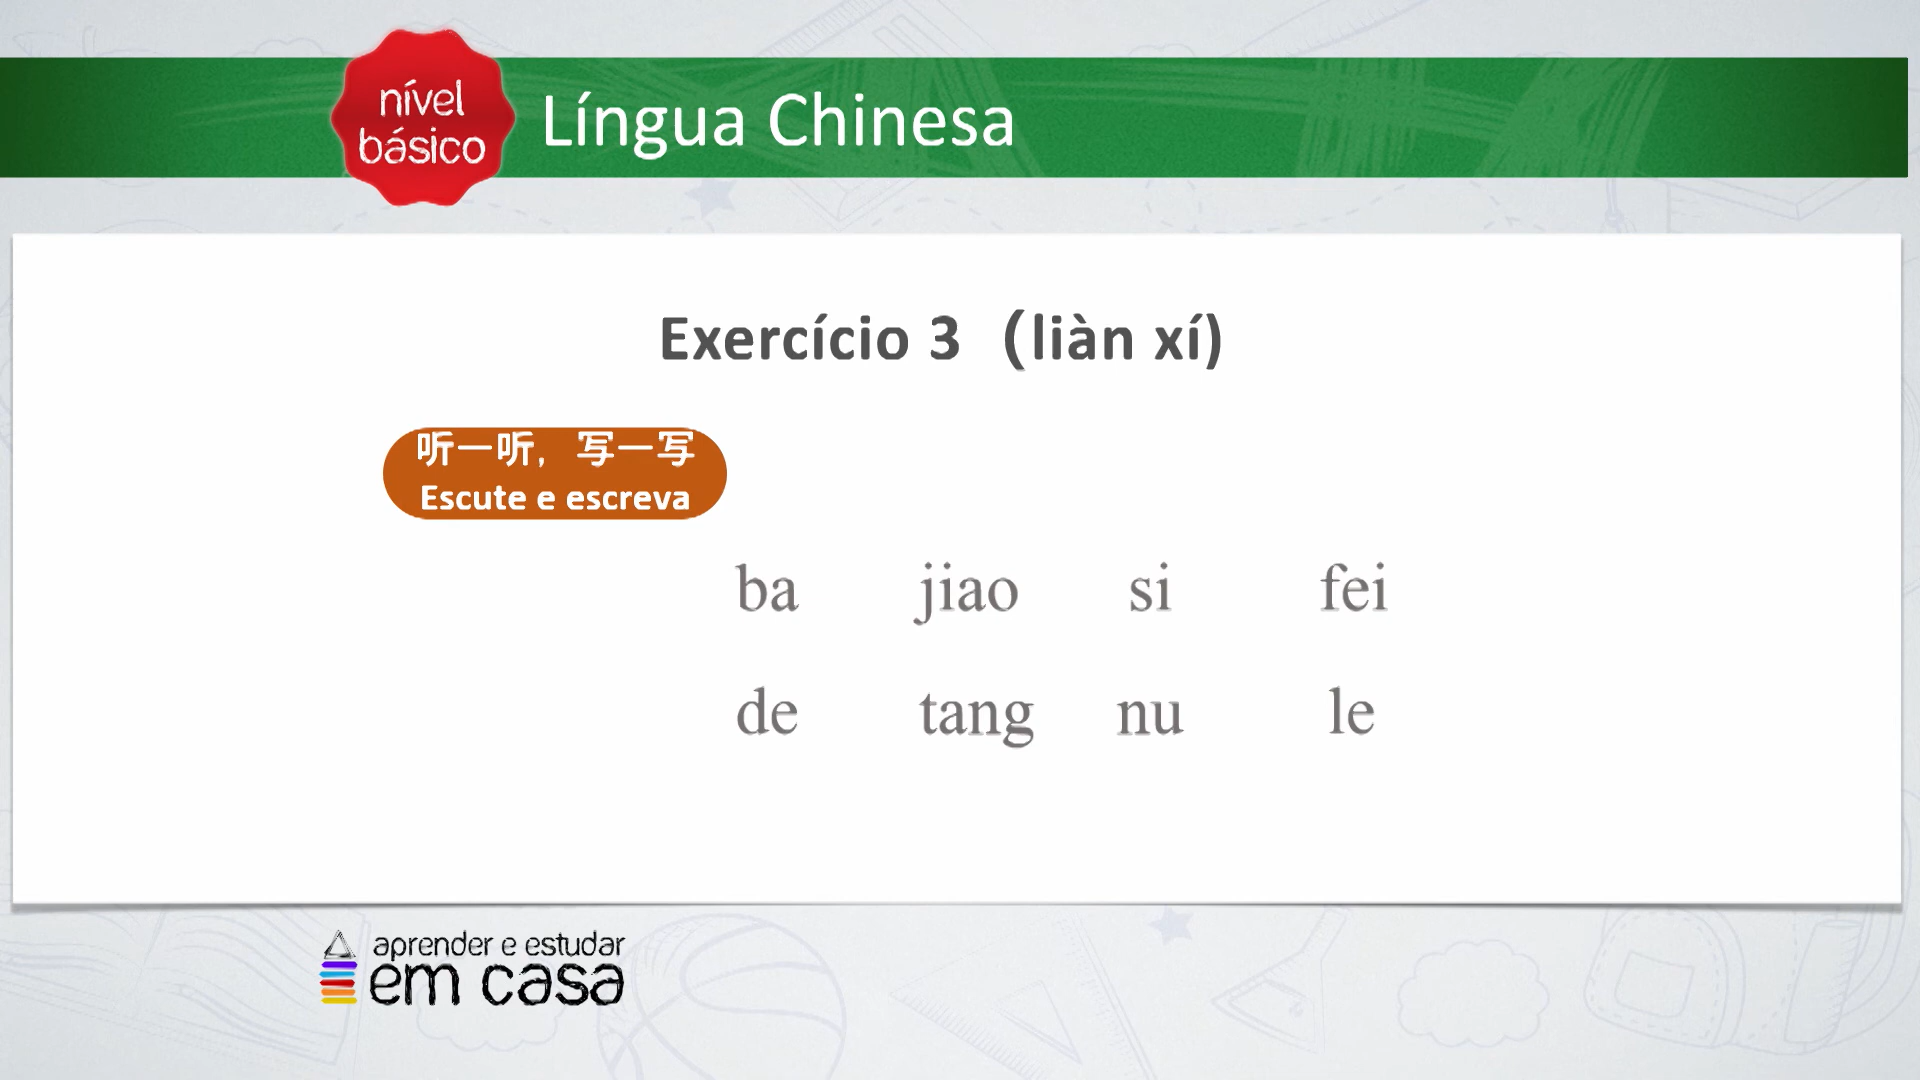 nível
básico
Língua Chinesa
Exercício 3（liàn xí)
听一听，写一写
Escute e escreva
ba jiao si fei
de tang nu le
aprender e estudar
em casa